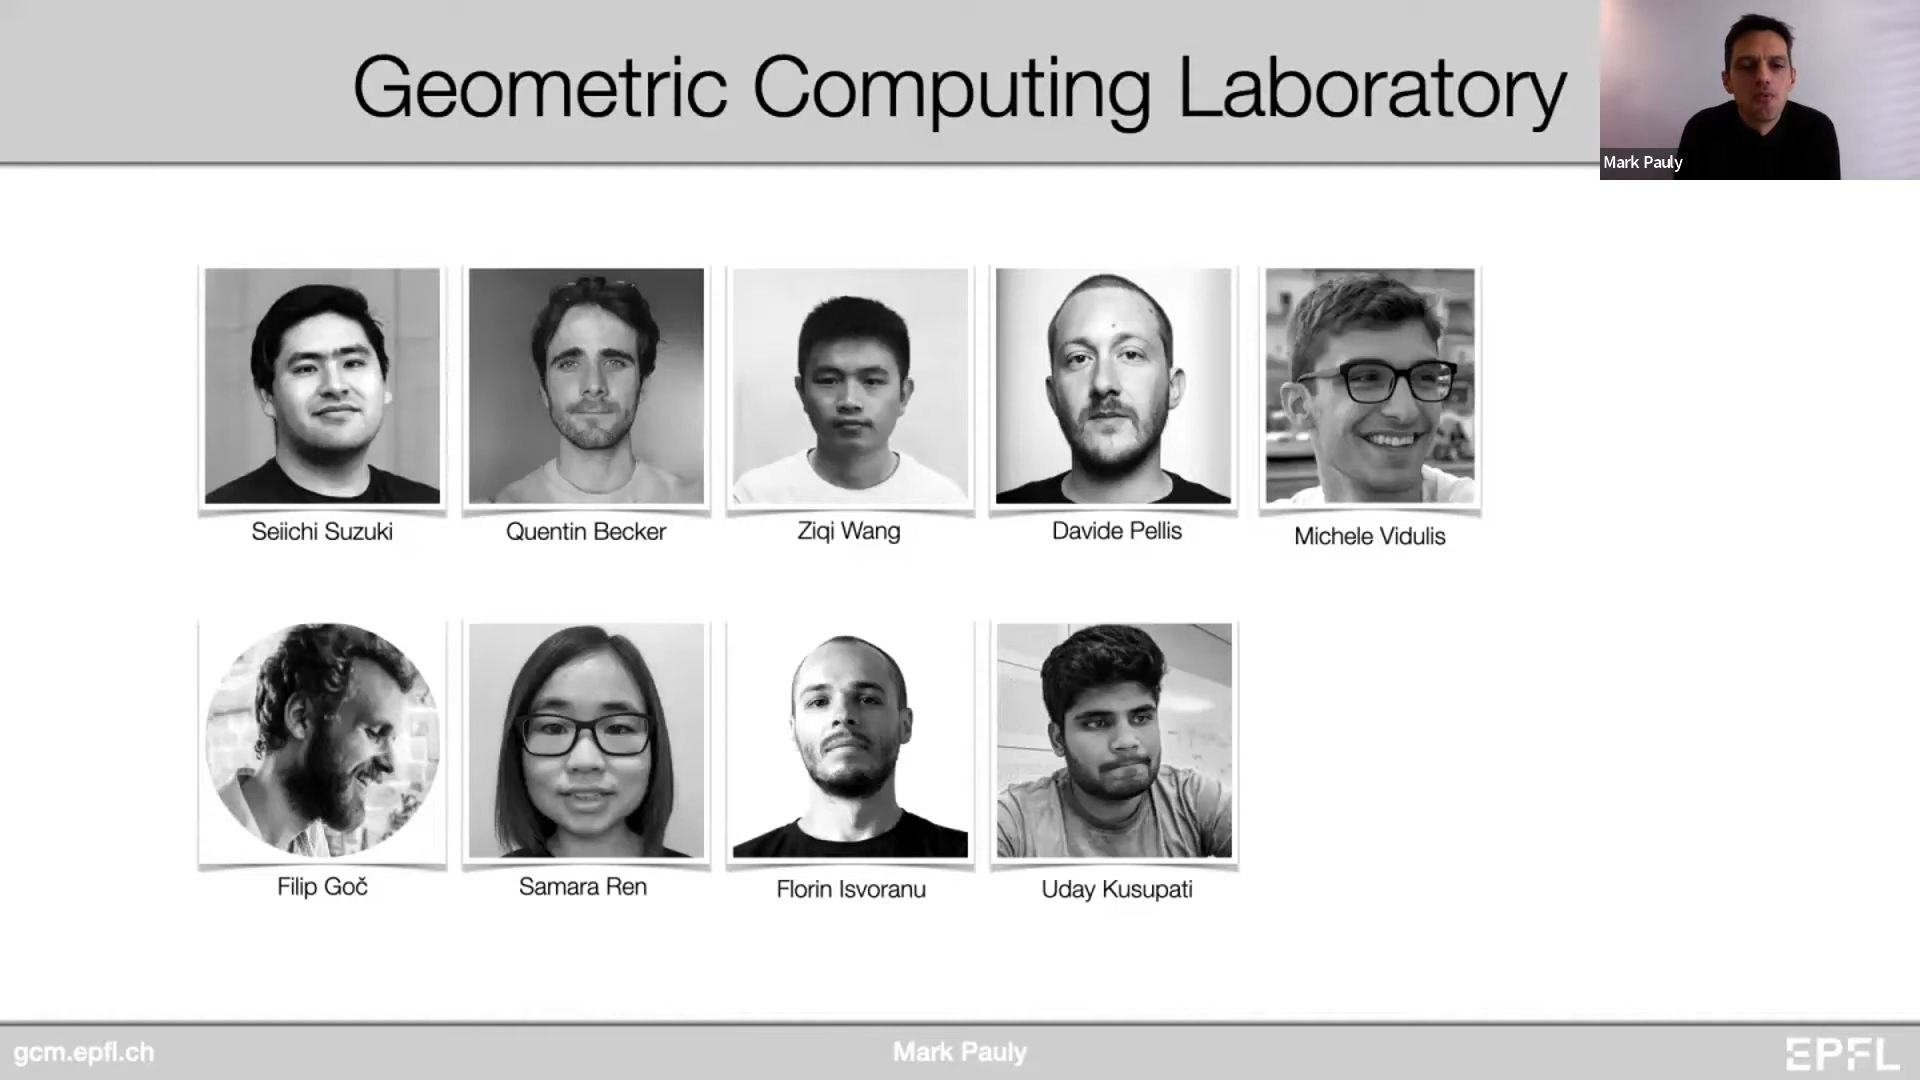 Geometric Computing Laboratory
Mark Pauly
Seiichi Suzuki
Quentin Becker
Ziqi Wang
Davide Pellis
Michele Vidulis
Filip Goč
Samara Ren
Florin Isvoranu
Uday Kusupati
gcm.epfl.ch
Mark Pauly
EPFL